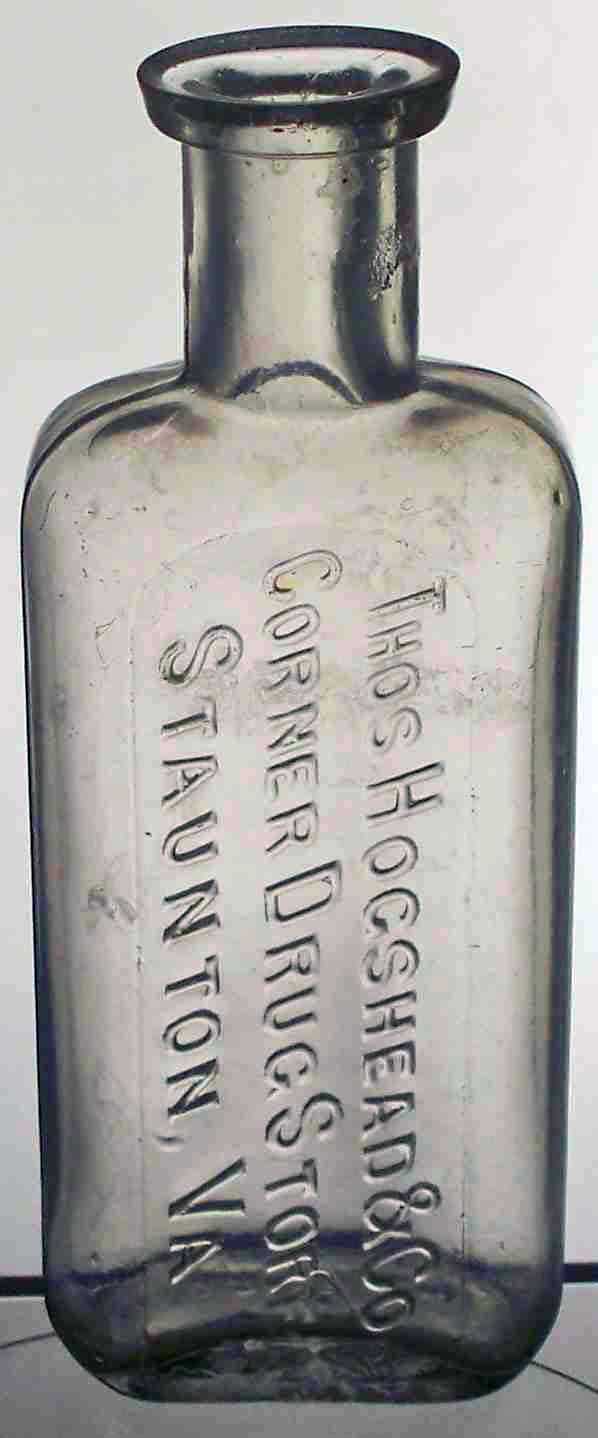 THOS HOGSHEAD & CO
CORNER DRUG STORE
STAUNTON, VA